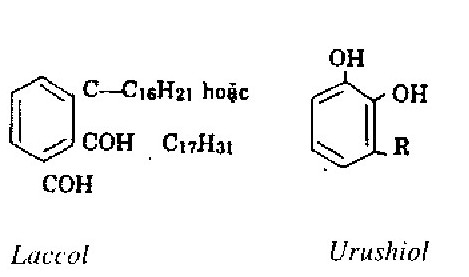 OH
C—C₁₆H₂₁ hoặc
OH
COH . C₁₇H₃₁
R
COH
Laccol
Urushiol